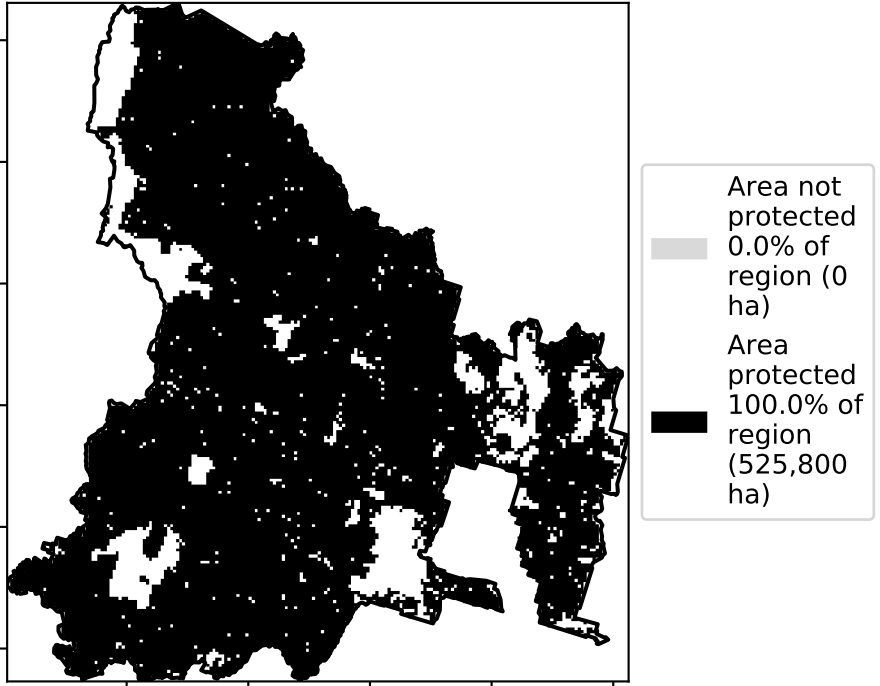 Area not
protected
0.0% of
region (0
ha)
Area
protected
100.0% of
region
(525,800
ha)